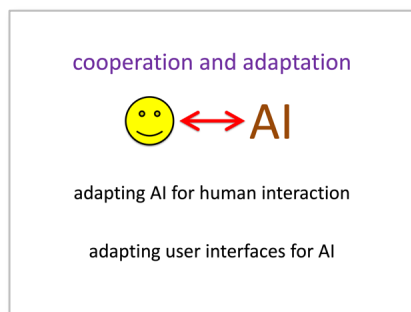 cooperation and adaptation
AI
adapting AI for human interaction
adapting user interfaces for AI